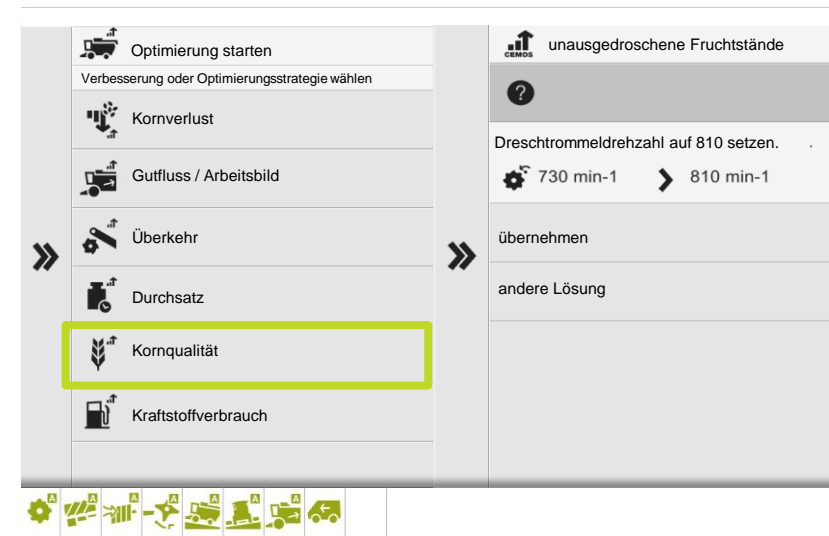 Optimierung starten
Verbesserung oder Optimierungsstrategie wählen
Kornverlust
Gutfluss / Arbeitsbild
Überkehr
Durchsatz
Kornqualität
Kraftstoffverbrauch
CEMOS
unausgedroschene Fruchtstände
?
Dreschtrommeldrehzahl auf 810 setzen.
730 min-1 810 min-1
übernehmen
andere Lösung
A A A A A A A